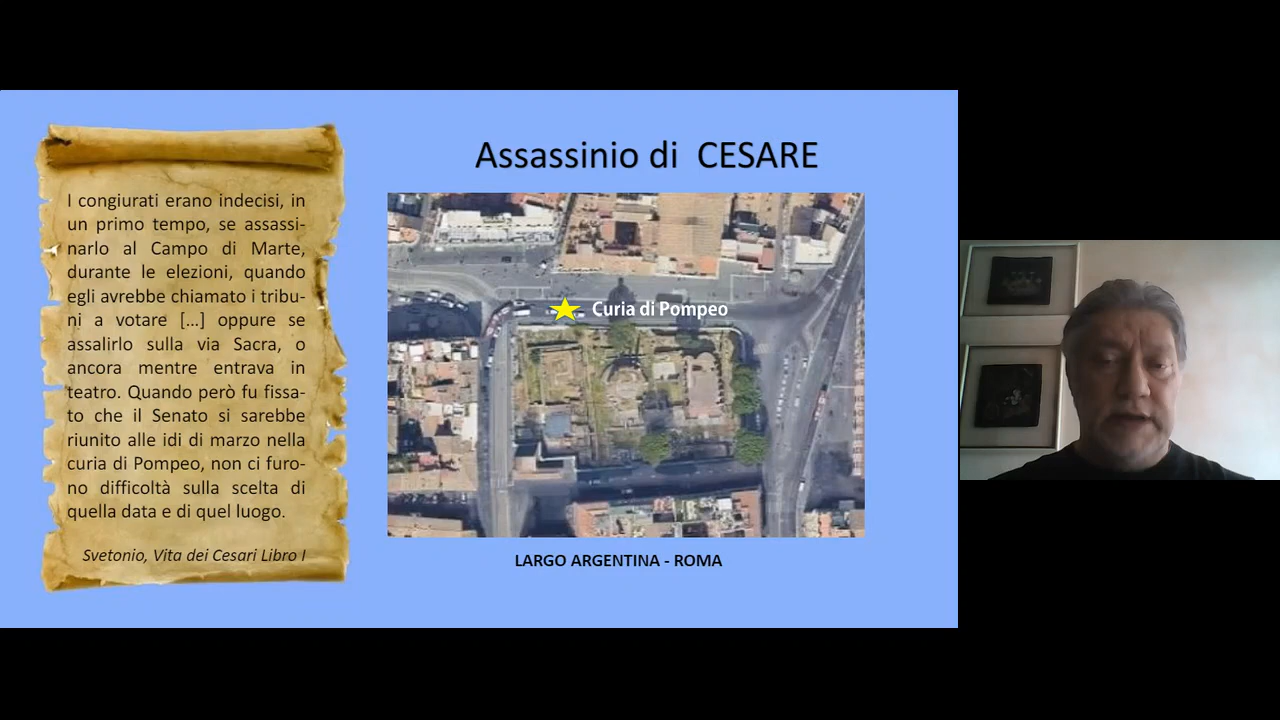 Assassinio di CESARE
I congiurati erano indecisi, in
un primo tempo, se assassi-
narlo al Campo di Marte,
durante le elezioni, quando
egli avrebbe chiamato i tribu-
ni a votare [...] oppure se
assalirlo sulla via Sacra, o
ancora mentre entrava in
teatro. Quando però fu fissa-
to che il Senato si sarebbe
riunito alle idi di marzo nella
curia di Pompeo, non ci furo-
no difficoltà sulla scelta di
quella data e di quel luogo.
Svetonio, Vita dei Cesari Libro I
Curia di Pompeo
LARGO ARGENTINA - ROMA